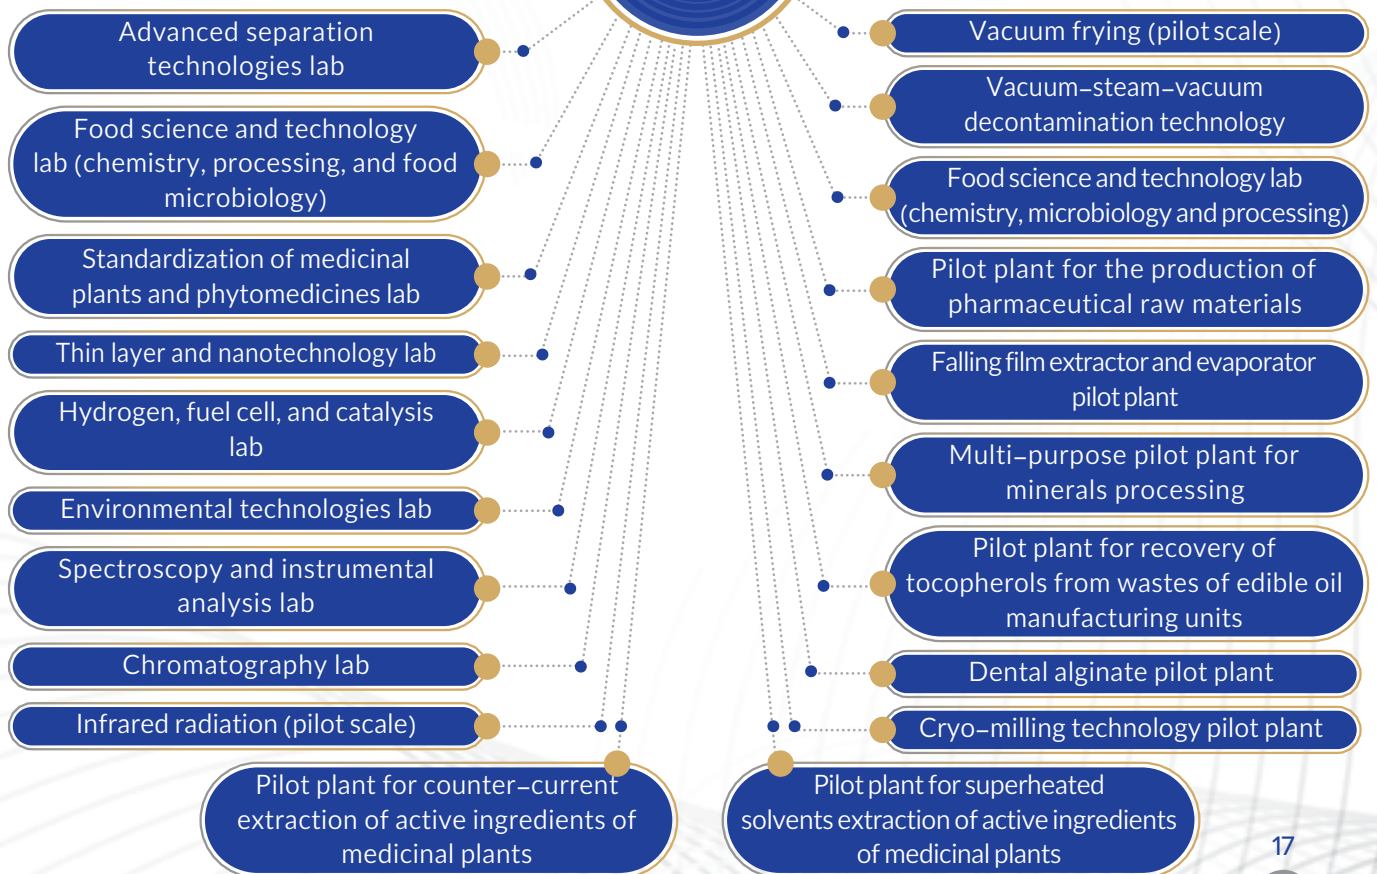 Advanced separation
technologies lab
Food science and technology
lab (chemistry, processing, and food
microbiology)
Standardization of medicinal
plants and phytomedicines lab
Thin layer and nanotechnology lab
Hydrogen, fuel cell, and catalysis
lab
Environmental technologies lab
Spectroscopy and instrumental
analysis lab
Chromatography lab
Infrared radiation (pilot scale)
Pilot plant for counter-current
extraction of active ingredients of
medicinal plants
Vacuum frying (pilot scale)
Vacuum-steam-vacuum
decontamination technology
Food science and technology lab
(chemistry, microbiology and processing)
Pilot plant for the production of
pharmaceutical raw materials
Falling film extractor and evaporator
pilot plant
Multi-purpose pilot plant for
minerals processing
Pilot plant for recovery of
tocopherols from wastes of edible oil
manufacturing units
Dental alginate pilot plant
Cryo-milling technology pilot plant
Pilot plant for superheated
solvents extraction of active ingredients
of medicinal plants
17